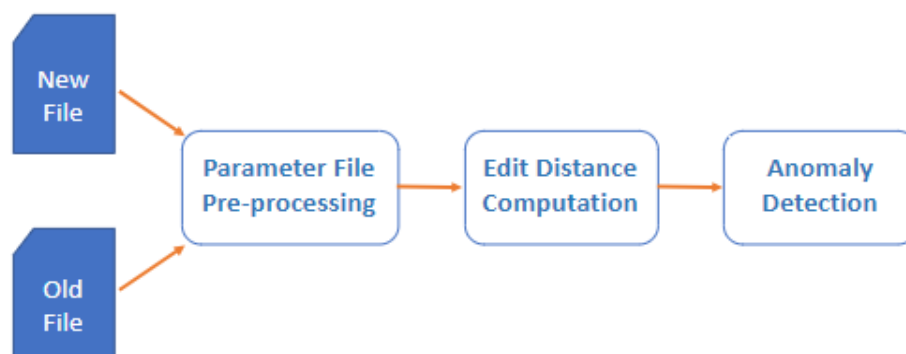 New
File
Old
File
Parameter File
Pre-processing
Edit Distance
Computation
Anomaly
Detection